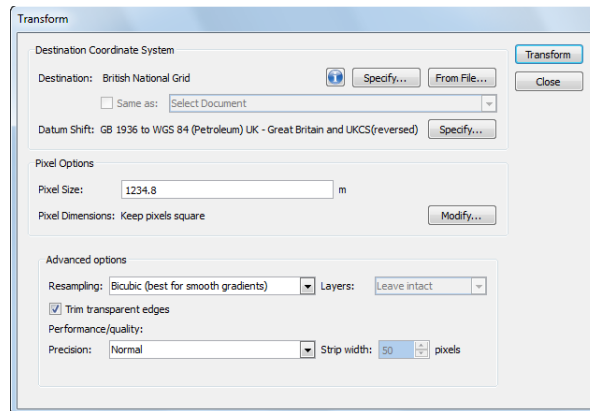 Transform
Destination Coordinate System
Transform
Destination: British National Grid Specify... From File...
Close
Same as: Select Document
Datum Shift: GB 1936 to WGS 84 (Petroleum) UK - Great Britain and UKCS(reversed) Specify...
Pixel Options
Pixel Size: 1234.8 m
Pixel Dimensions: Keep pixels square Modify...
Advanced options
Resampling: Bicubic (best for smooth gradients) Layers: Leave intact
Trim transparent edges
Performance/quality:
Precision: Normal Strip width: 50 pixels